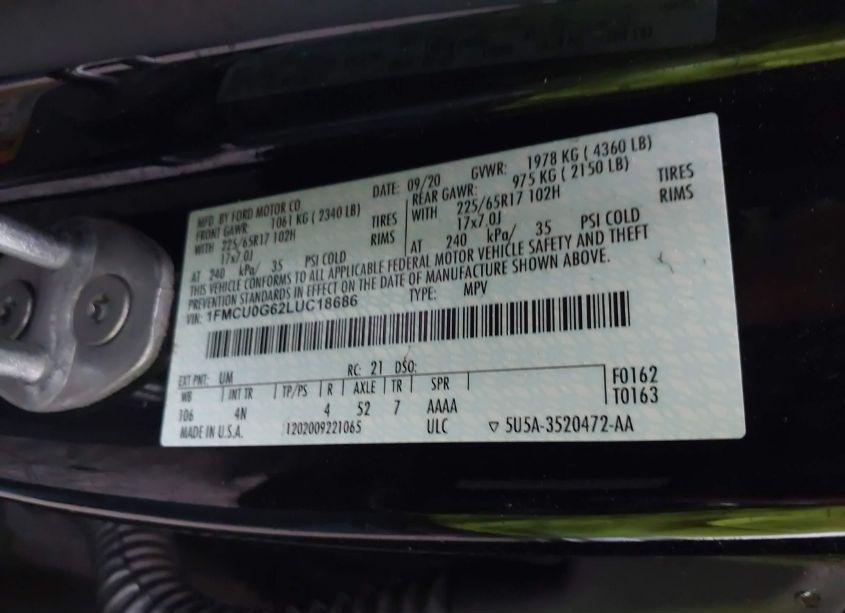 MFD. BY FORD MOTOR CO.
DATE: 09/20 GVWR: 1978 KG ( 4360 LB)
FRONT GAWR: 1061 KG ( 2340 LB)
REAR GAWR: 975 KG ( 2150 LB)
WITH 225/65R17 102H TIRES
WITH 225/65R17 102H TIRES
17x7.0J RIMS
17x7.0J RIMS
AT 240 kPa/ 35 PSI COLD
AT 240 kPa/ 35 PSI COLD
THIS VEHICLE CONFORMS TO ALL APPLICABLE FEDERAL MOTOR VEHICLE SAFETY AND THEFT
PREVENTION STANDARDS IN EFFECT ON THE DATE OF MANUFACTURE SHOWN ABOVE.
VIN: 1FMCU0G62LUC18686 TYPE: MPV
EXT PNT: UM RC: 21 DSO:
WB INT TR TP/PS R AXLE TR SPR F0162
106 4N 4 52 7 AAAA T0163
MADE IN U.S.A. 1202009221065 ULC ▽ 5U5A-3520472-AA